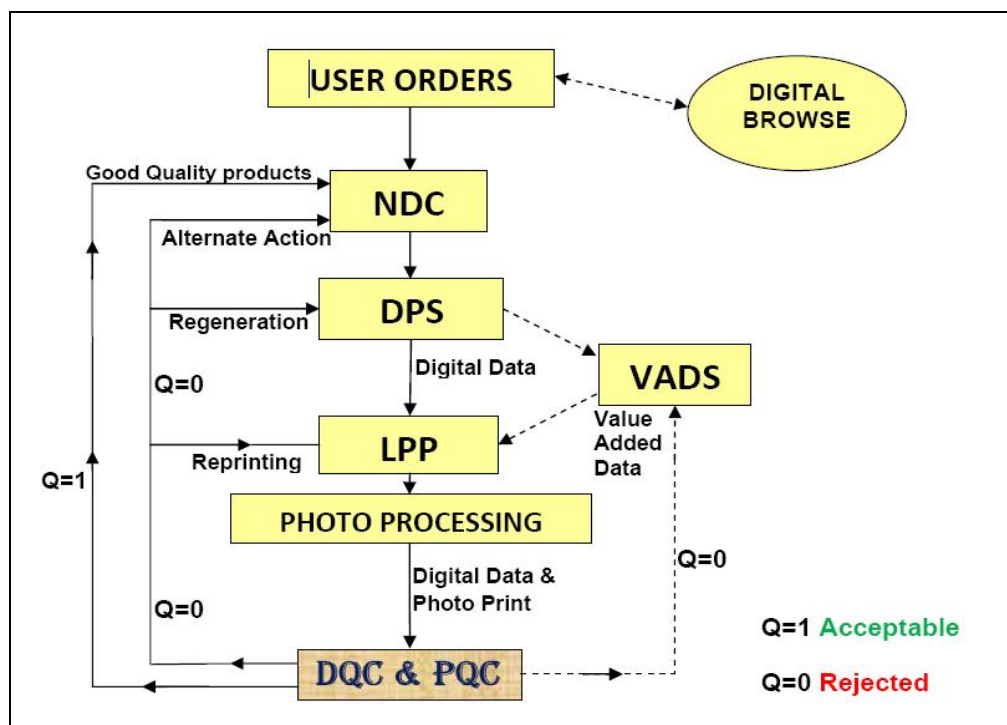 USER ORDERS
DIGITAL
BROWSE
Good Quality products
NDC
Alternate Action
DPS
Regeneration
Digital Data
VADS
Q=0
Value
Added
Data
LPP
Reprinting
Q=1
PHOTO PROCESSING
Q=0
Digital Data &
Photo Print
Q=0
Q=1 Acceptable
DQC & PQC
Q=0 Rejected